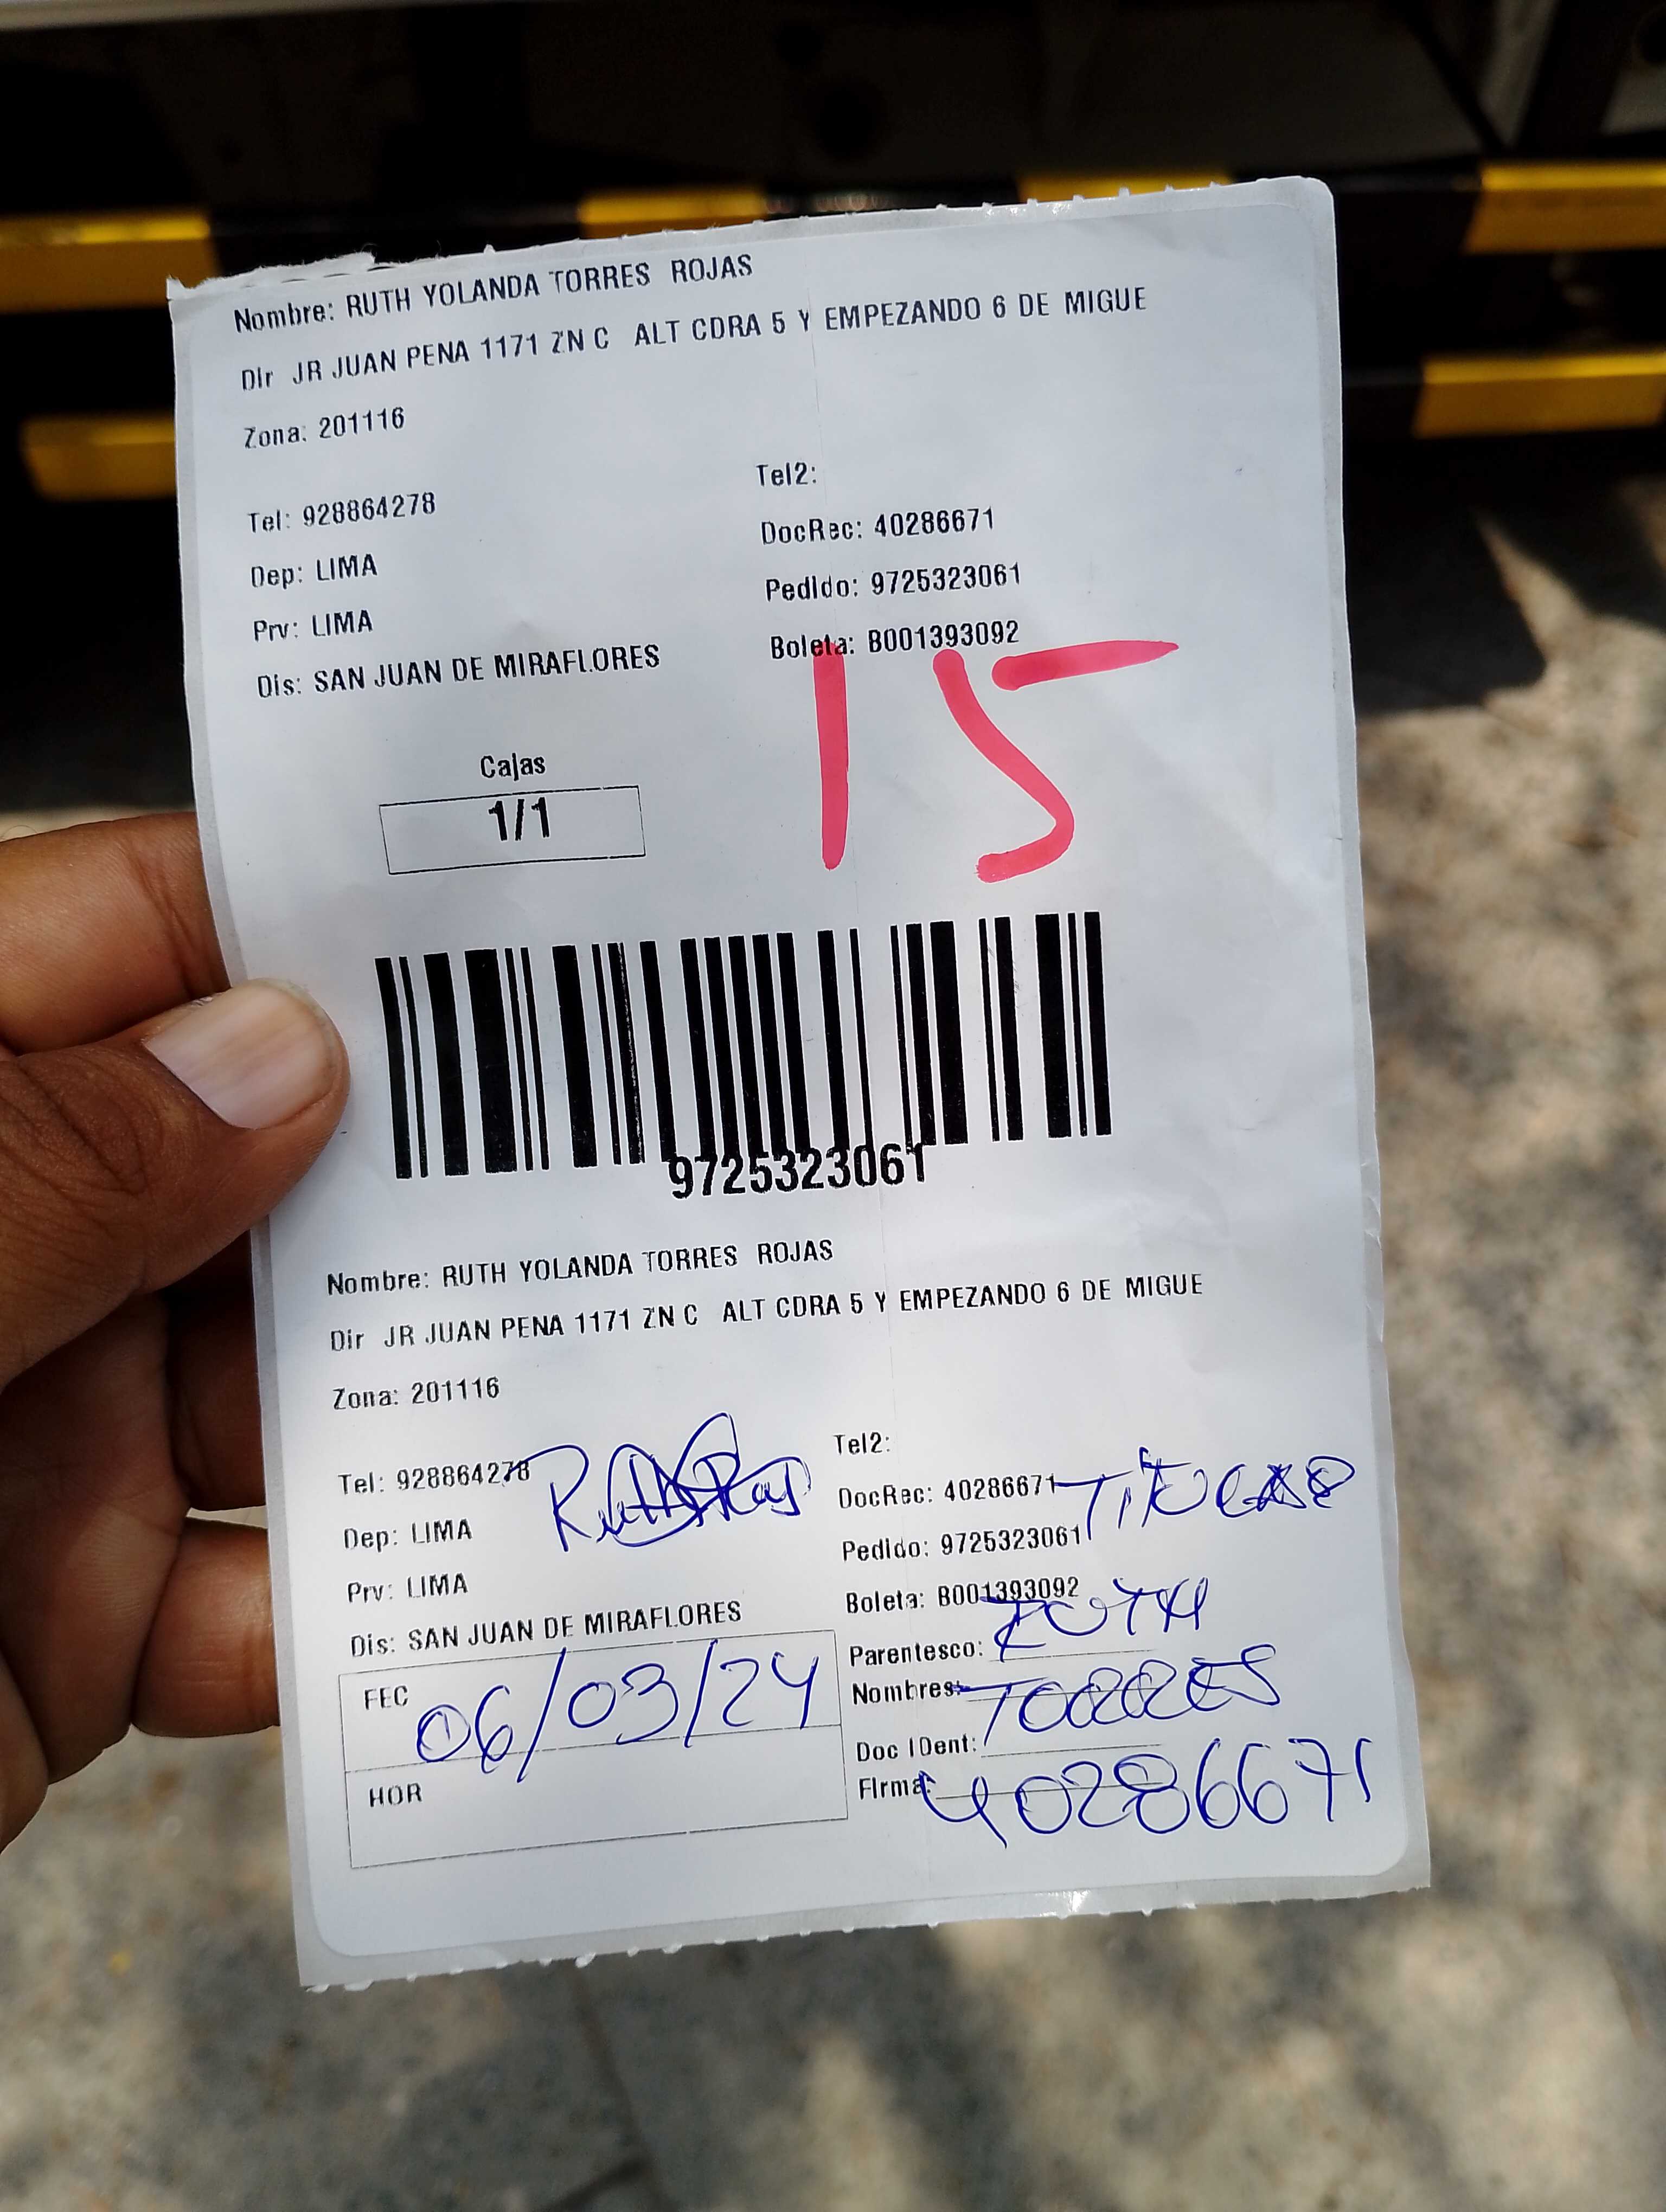 Nombre: RUTH YOLANDA TORRES ROJAS
Dir JR JUAN PENA 1171 ZN C ALT CDRA 5 Y EMPEZANDO 6 DE MIGUE
Zona: 201116
Tel: 928864278
Dep: LIMA
Prv: LIMA
Dis: SAN JUAN DE MIRAFLORES
Tel2:
DocRec: 40286671
Pedido: 9725323061
Boleta: B001393092
15
Cajas
1/1
9725323061
Nombre: RUTH YOLANDA TORRES ROJAS
Dir JR JUAN PENA 1171 ZN C ALT CDRA 5 Y EMPEZANDO 6 DE MIGUE
Zona: 201116
Tel: 928864278
Dep: LIMA
Prv: LIMA
Dis: SAN JUAN DE MIRAFLORES
FEC 06/03/24
HOR
Tel2:
DocRec: 40286671
Pedido: 9725323061
Boleta: B001393092
Parentesco:
Nombres: TORRES
Doc IDent:
Firma: 40286671